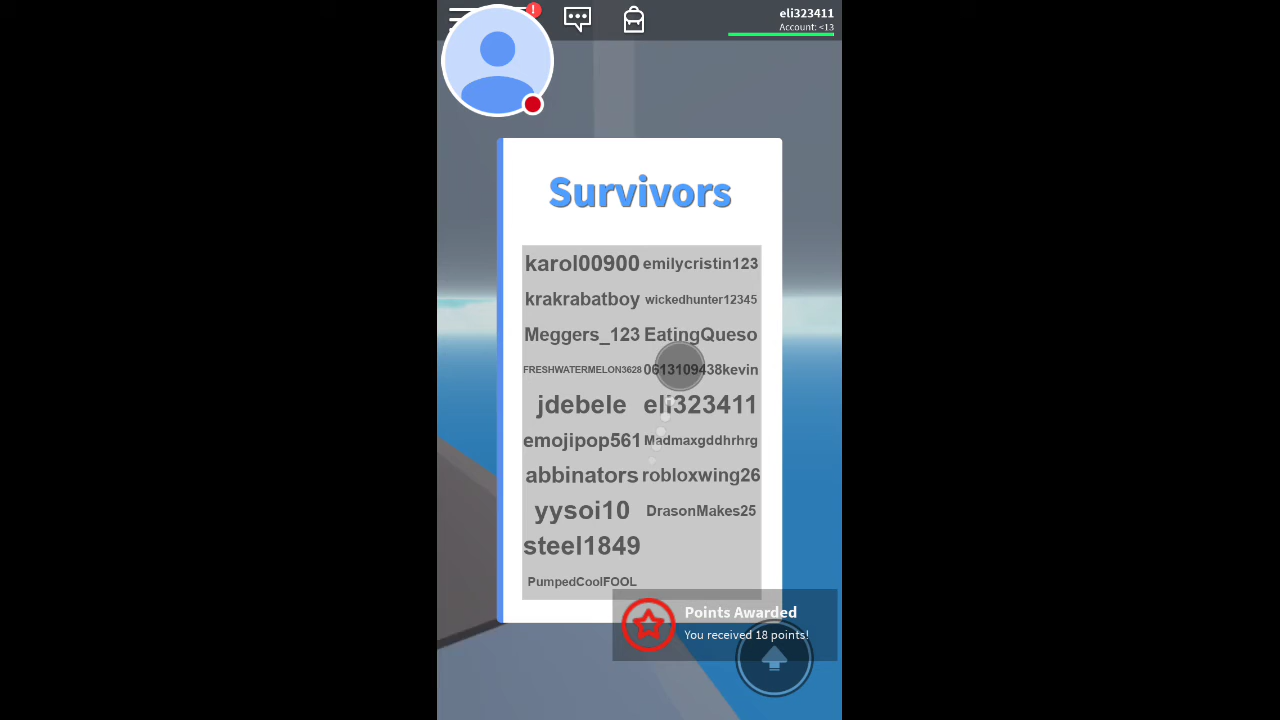 !
eli323411
Account: <13
Survivors
karol00900 emilycristin123
krakrabatboy wickedhunter12345
Meggers_123 EatingQueso
FRESHWATERMELON3628 0613109438kevin
jdebele eli323411
emojipop561 Madmaxgddhrhrg
abbinators robloxwing26
yysoi10 DrasonMakes25
steel1849
PumpedCoolFOOL
Points Awarded
You received 18 points!